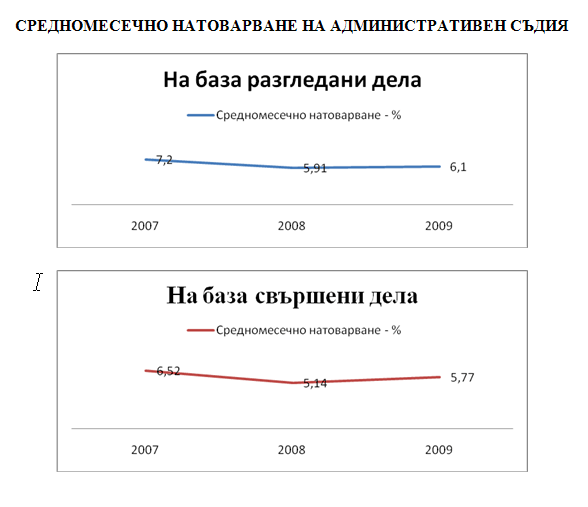 СРЕДНОМЕСЕЧНО НАТОВАРВАНЕ НА АДМИНИСТРАТИВЕН СЪДИЯ
На база разгледани дела
Средномесечно натоварване - %
7,2
5,91
6,1
2007 2008 2009
На база свършени дела
Средномесечно натоварване - %
6,52
5,14
5,77
2007 2008 2009